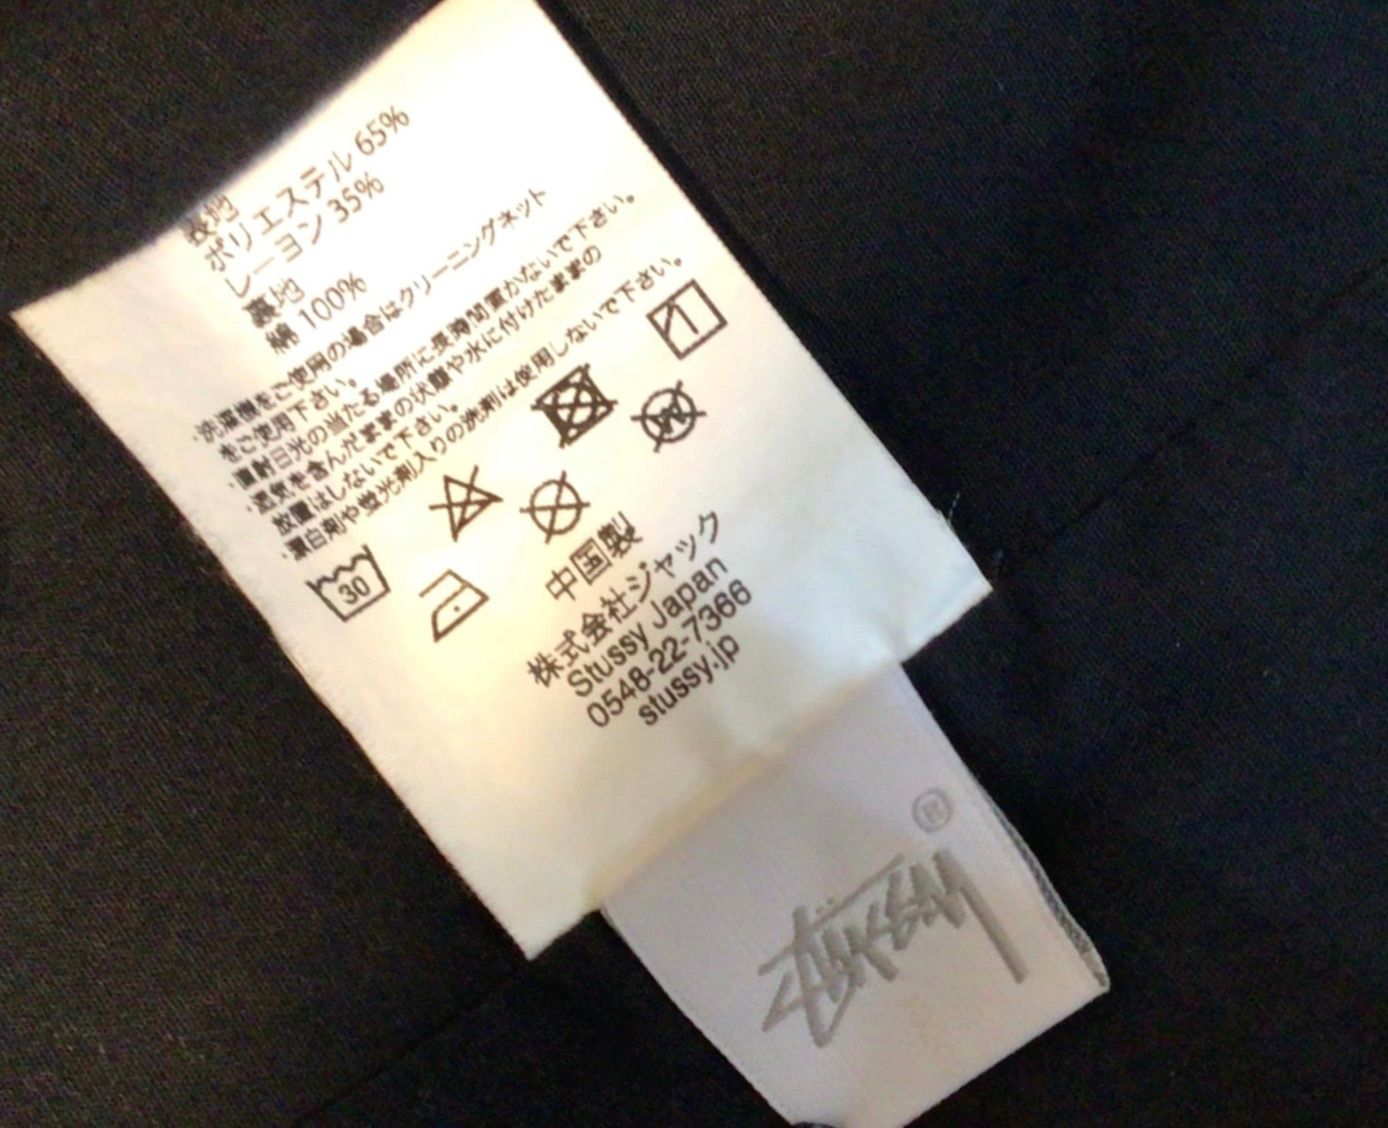 表地
ポリエステル 65%
レーヨン 35%
裏地
綿 100%
・洗濯機をご使用の場合はクリーニングネット
をご使用下さい。
・直射日光の当たる場所に長時間置かないで下さい。
・湿気を含んだままの状態や水に付けたままの
放置はしないで下さい。
・漂白剤や蛍光剤入りの洗剤は使用しないで下さい。
30
W
中国製
株式会社ジャック
Stussy Japan
0548-22-7366
stussy.jp
®
STÜSSY